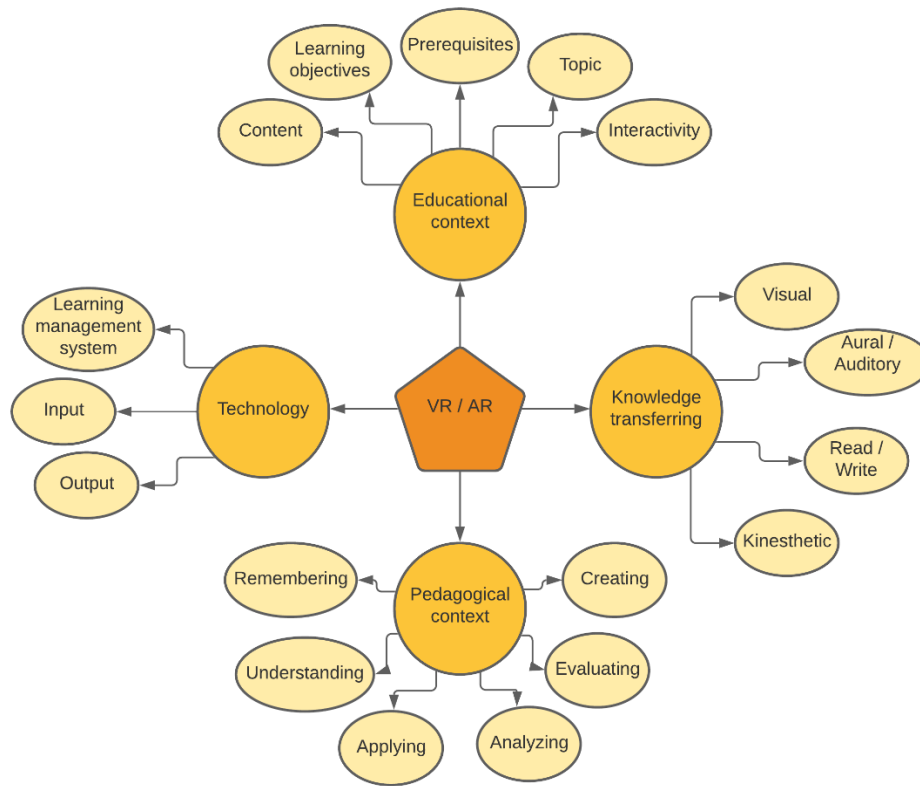 Prerequisites
Learning
objectives
Topic
Content
Interactivity
Educational
context
Visual
Learning
management
system
Aural /
Auditory
Input
Technology
VR / AR
Knowledge
transferring
Read /
Write
Output
Kinesthetic
Remembering
Creating
Pedagogical
context
Understanding
Evaluating
Applying
Analyzing